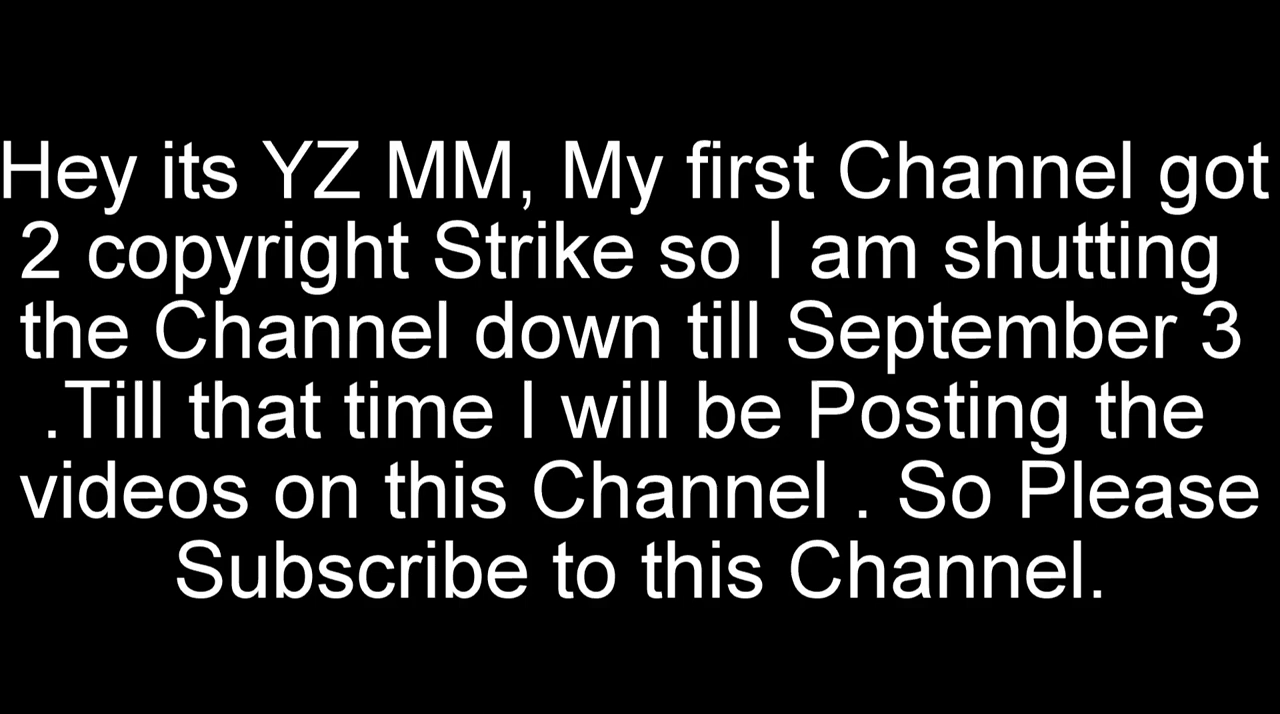 Hey its YZ MM, My first Channel got
2 copyright Strike so I am shutting
the Channel down till September 3
.Till that time I will be Posting the
videos on this Channel . So Please
Subscribe to this Channel.